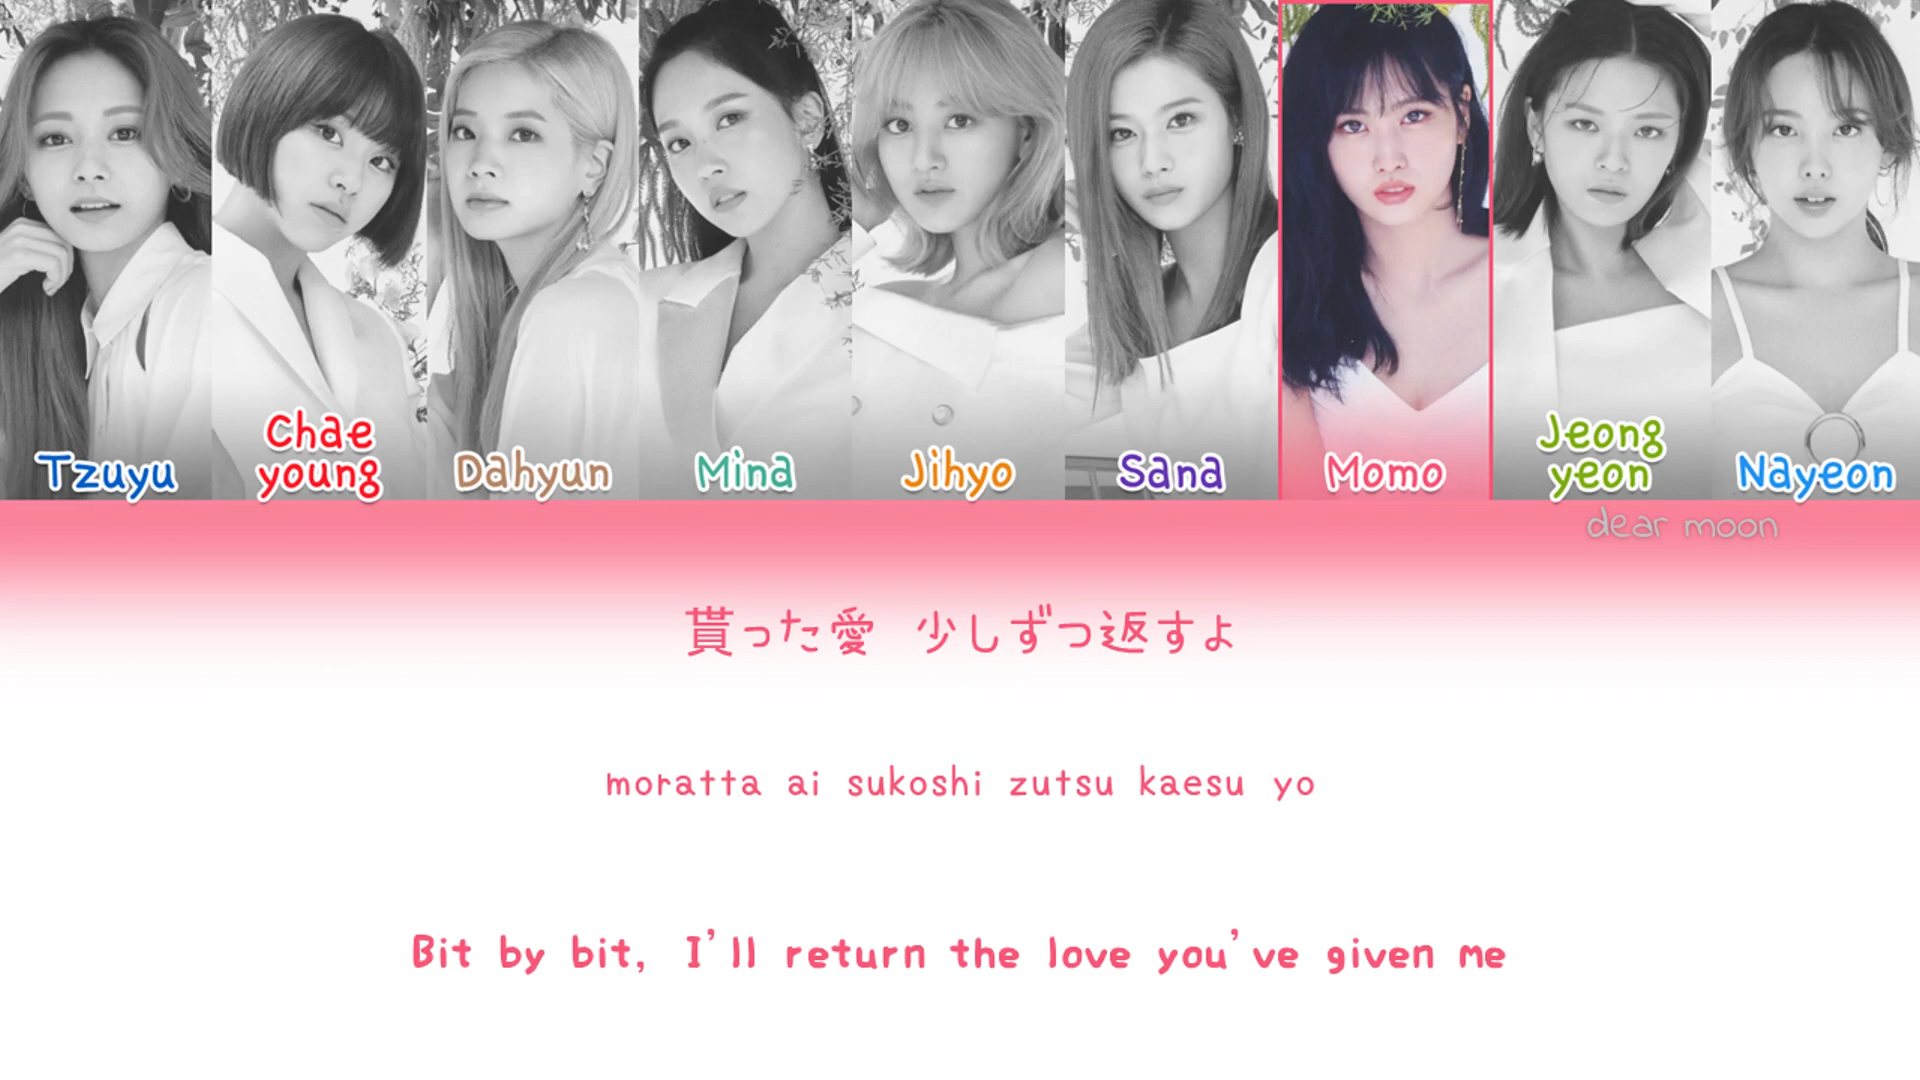 Tzuyu
Chae
young
Dahyun
Mina
Jihyo
Sana
Momo
Jeong
yeon
Nayeon
dear moon
貰った愛 少しずつ返すよ
moratta ai sukoshi zutsu kaesu yo
Bit by bit, I'll return the love you've given me